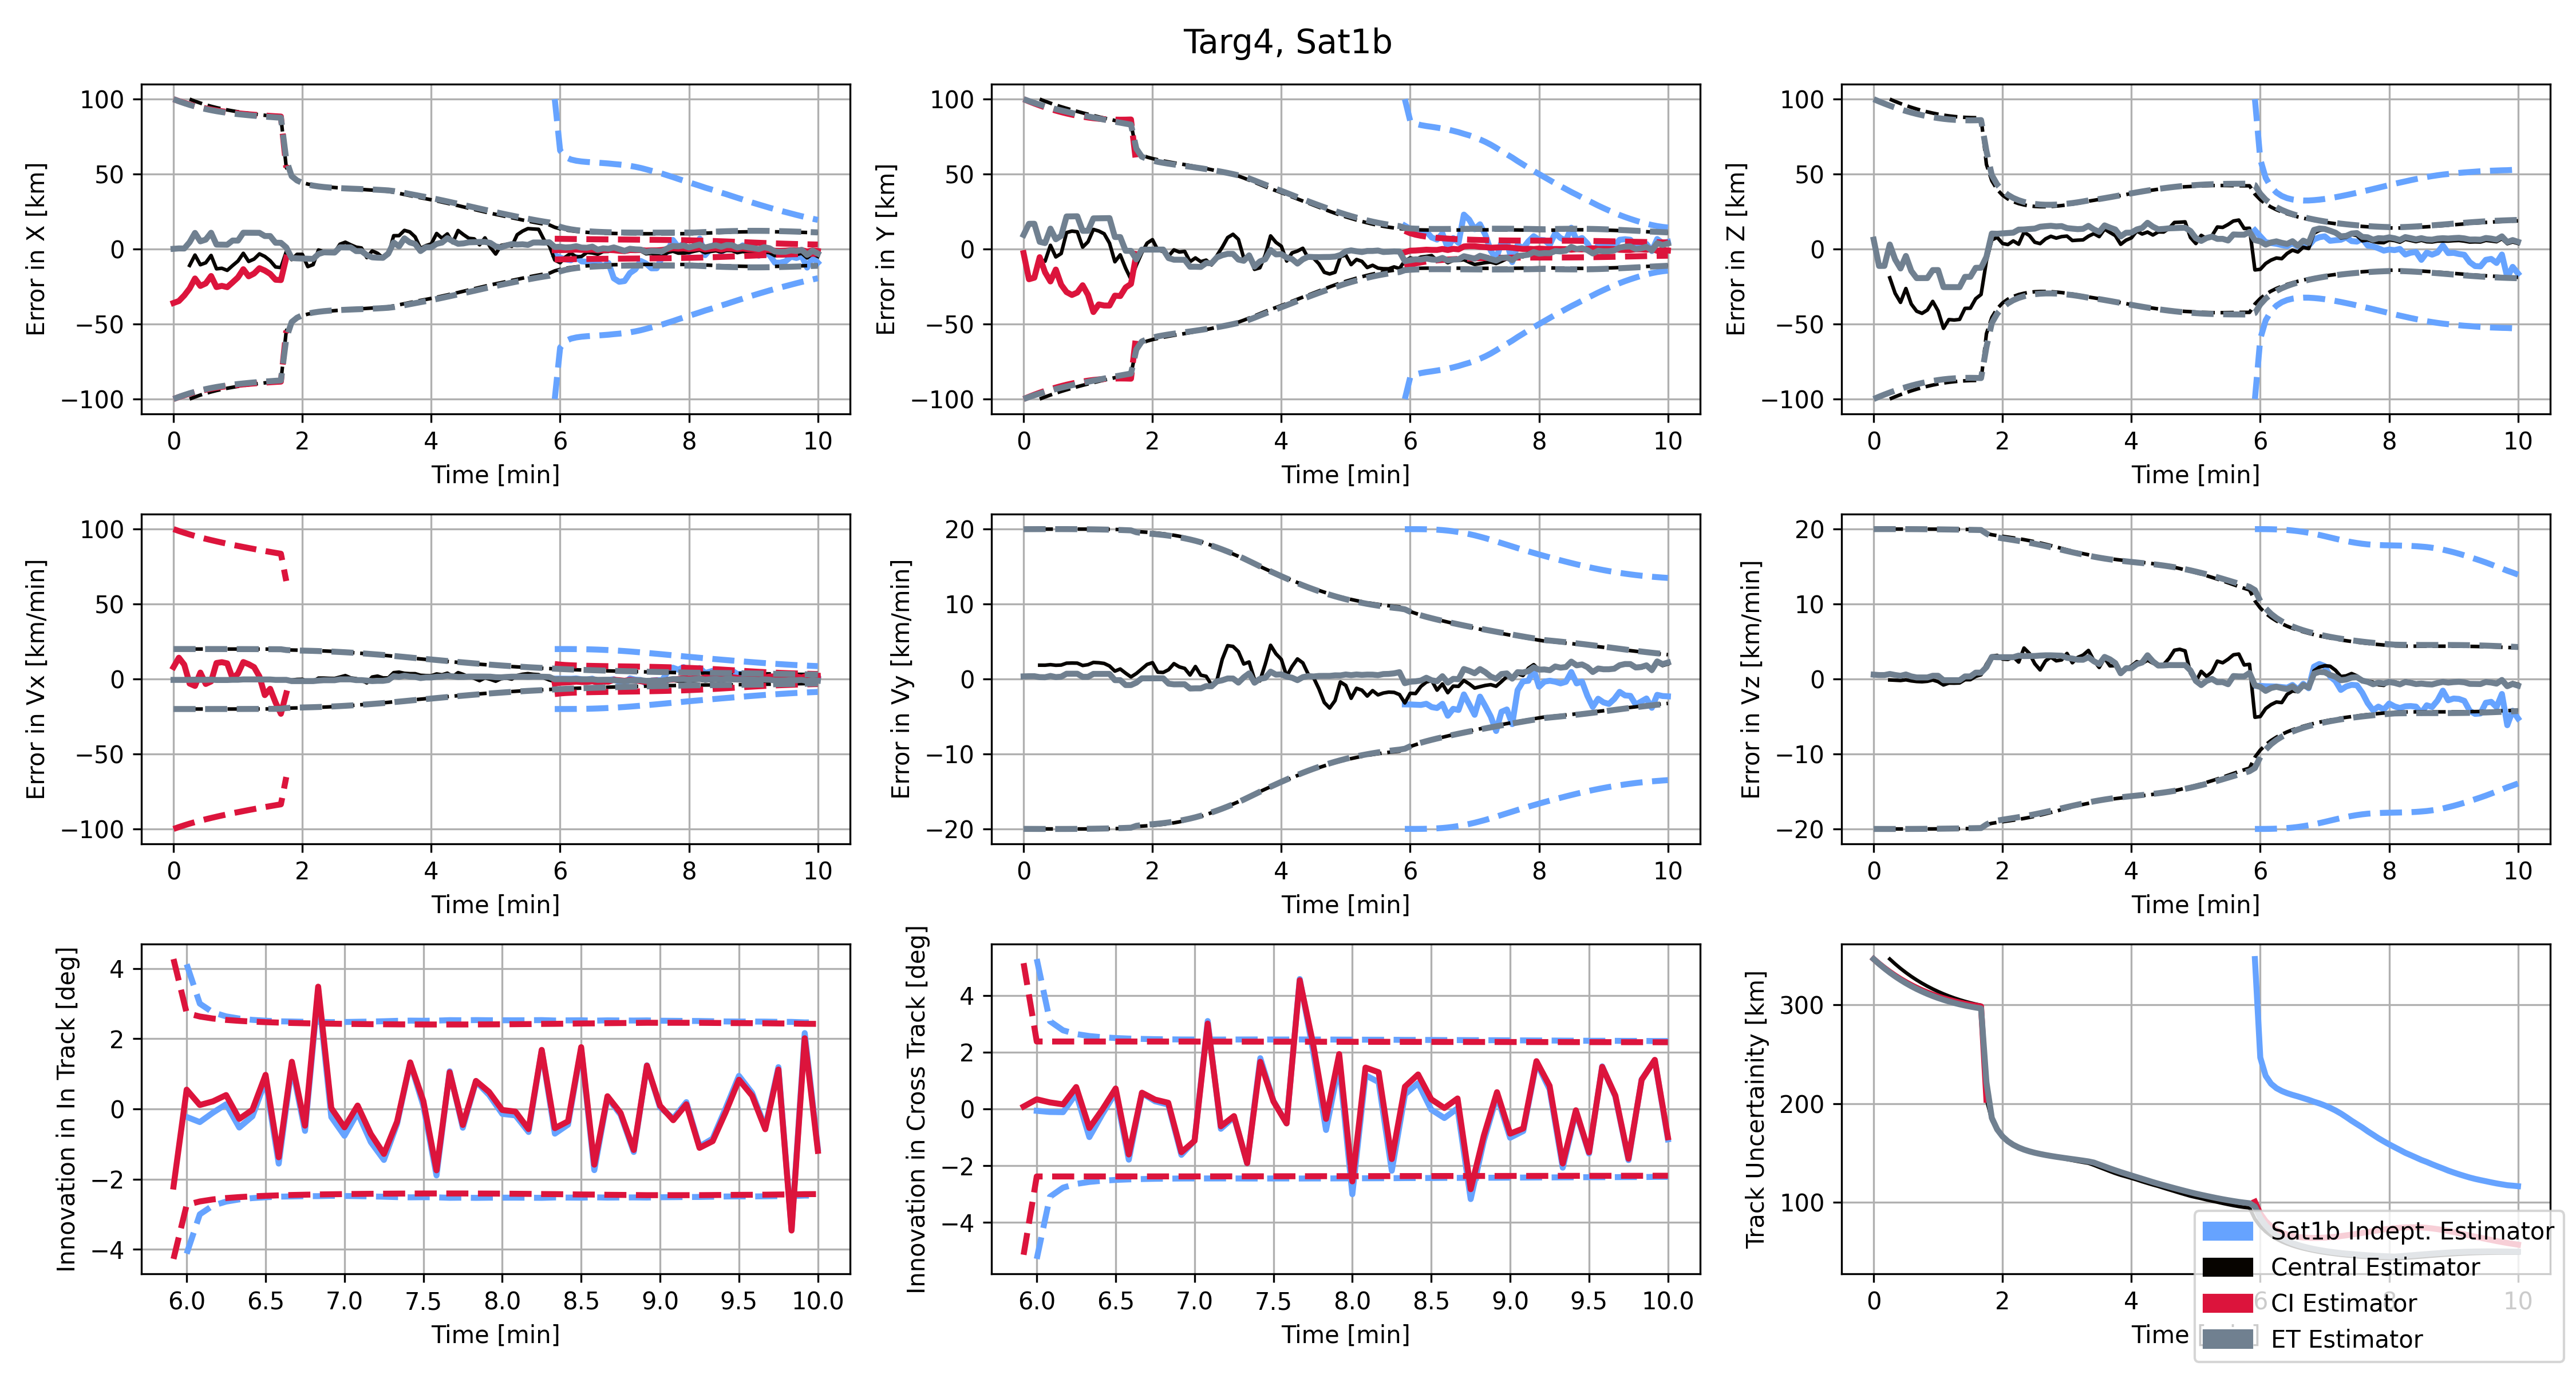 Targ4, Sat1b
Error in X [km]
100
50
0
−50
−100
0 2 4 6 8 10
Time [min]
Error in Y [km]
100
50
0
−50
−100
0 2 4 6 8 10
Time [min]
Error in Z [km]
100
50
0
−50
−100
0 2 4 6 8 10
Time [min]
Error in Vx [km/min]
100
50
0
−50
−100
0 2 4 6 8 10
Time [min]
Error in Vy [km/min]
20
10
0
−10
−20
0 2 4 6 8 10
Time [min]
Error in Vz [km/min]
20
10
0
−10
−20
0 2 4 6 8 10
Time [min]
Innovation in In Track [deg]
4
2
0
−2
−4
6.0 6.5 7.0 7.5 8.0 8.5 9.0 9.5 10.0
Time [min]
Innovation in Cross Track [deg]
4
2
0
−2
−4
6.0 6.5 7.0 7.5 8.0 8.5 9.0 9.5 10.0
Time [min]
Track Uncertainity [km]
300
200
100
0 2 4 6 8 10
Time
Sat1b Indept. Estimator
Central Estimator
CI Estimator
ET Estimator